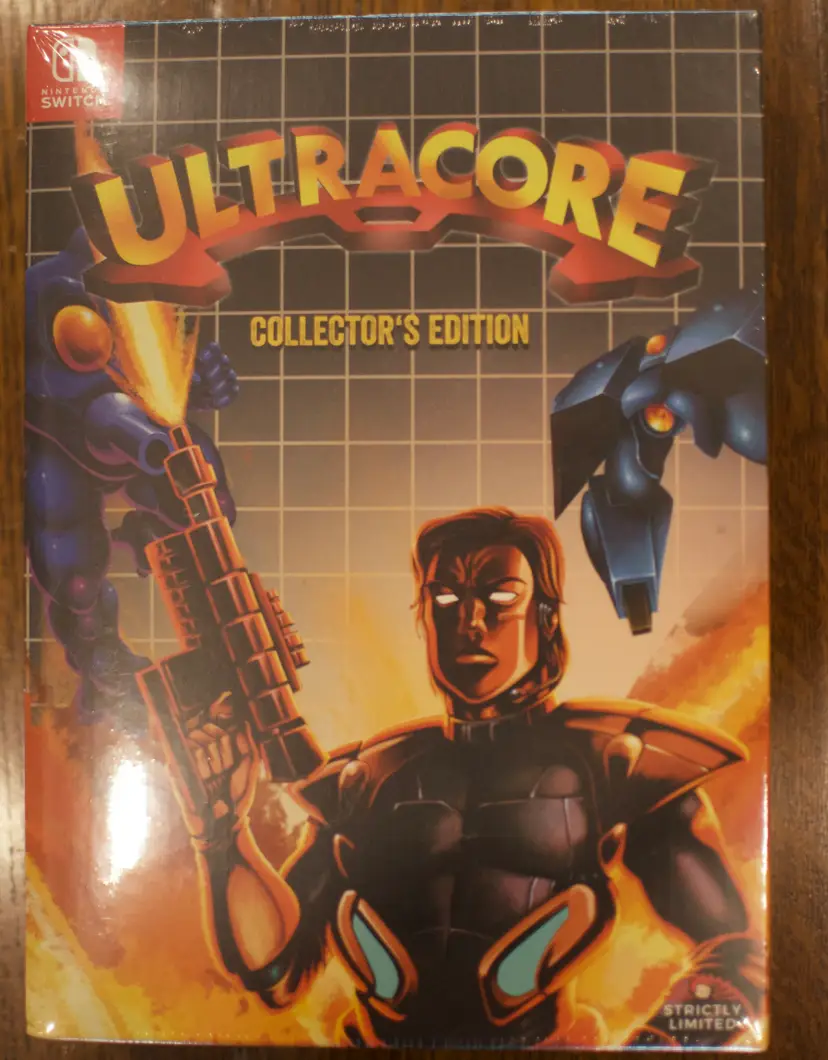 NINTENDO
SWITCH
ULTRACORE
COLLECTOR'S EDITION
STRICTLY
LIMITED